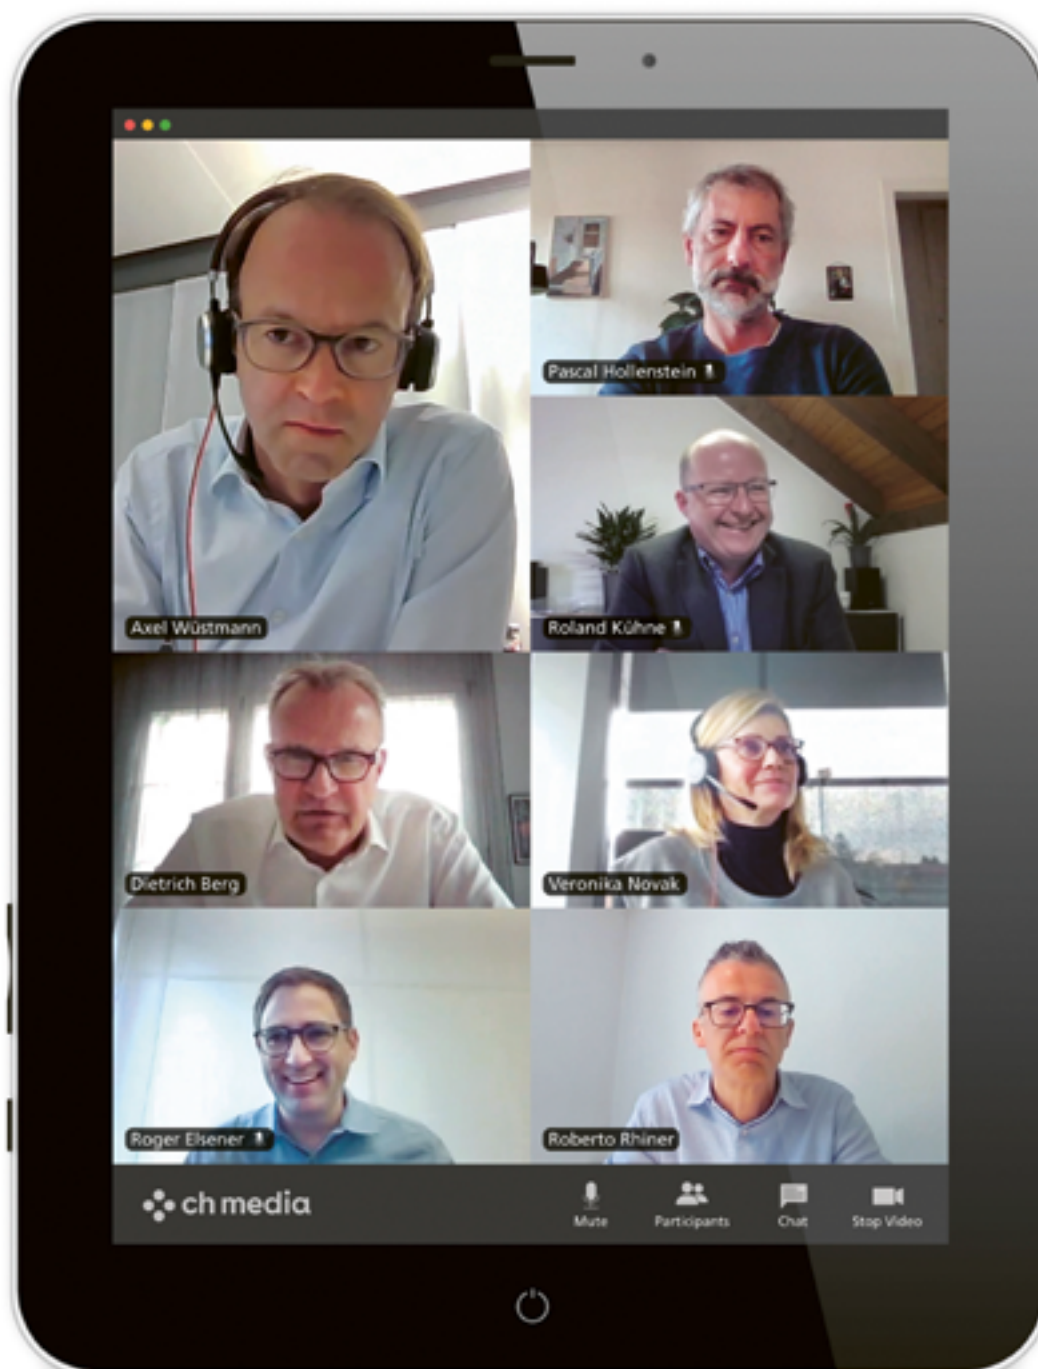 Pascal Hollenstein
Axel Wüstmann
Roland Kühne
Dietrich Berg
Veronika Novak
Roger Elsener
Roberto Rhiner
ch media
Mute
Participants
Chat
Stop Video